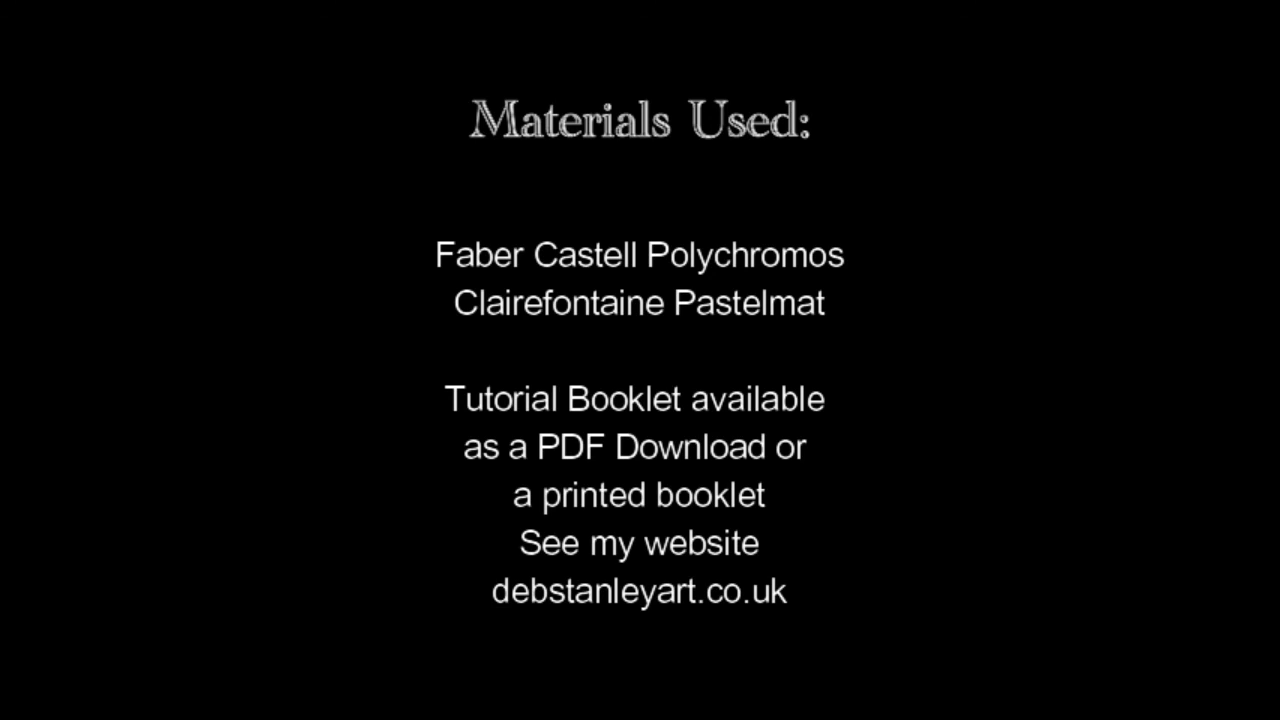 Materials Used:
Faber Castell Polychromos
Clairefontaine Pastelmat
Tutorial Booklet available
as a PDF Download or
a printed booklet
See my website
debstanleyart.co.uk